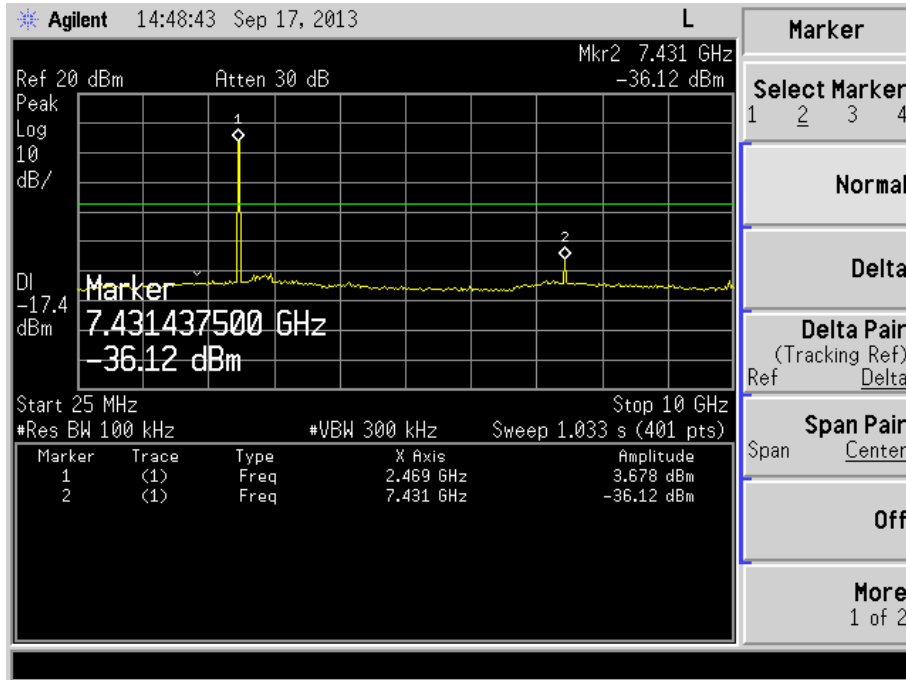 Agilent 14:48:43 Sep 17, 2013 L
Mkr2 7.431 GHz
Ref 20 dBm Atten 30 dB -36.12 dBm
Peak
Log
10
dB/
1
2
DI
-17.4
dBm
Marker
7.431437500 GHz
-36.12 dBm
Start 25 MHz Stop 10 GHz
#Res BW 100 kHz #VBW 300 kHz Sweep 1.033 s (401 pts)
Marker Trace Type X Axis Amplitude
1 (1) Freq 2.469 GHz 3.678 dBm
2 (1) Freq 7.431 GHz -36.12 dBm
Marker
Select Marker
1 2 3 4
Normal
Delta
Delta Pair
(Tracking Ref)
Ref Delta
Span Pair
Span Center
Off
More
1 of 2